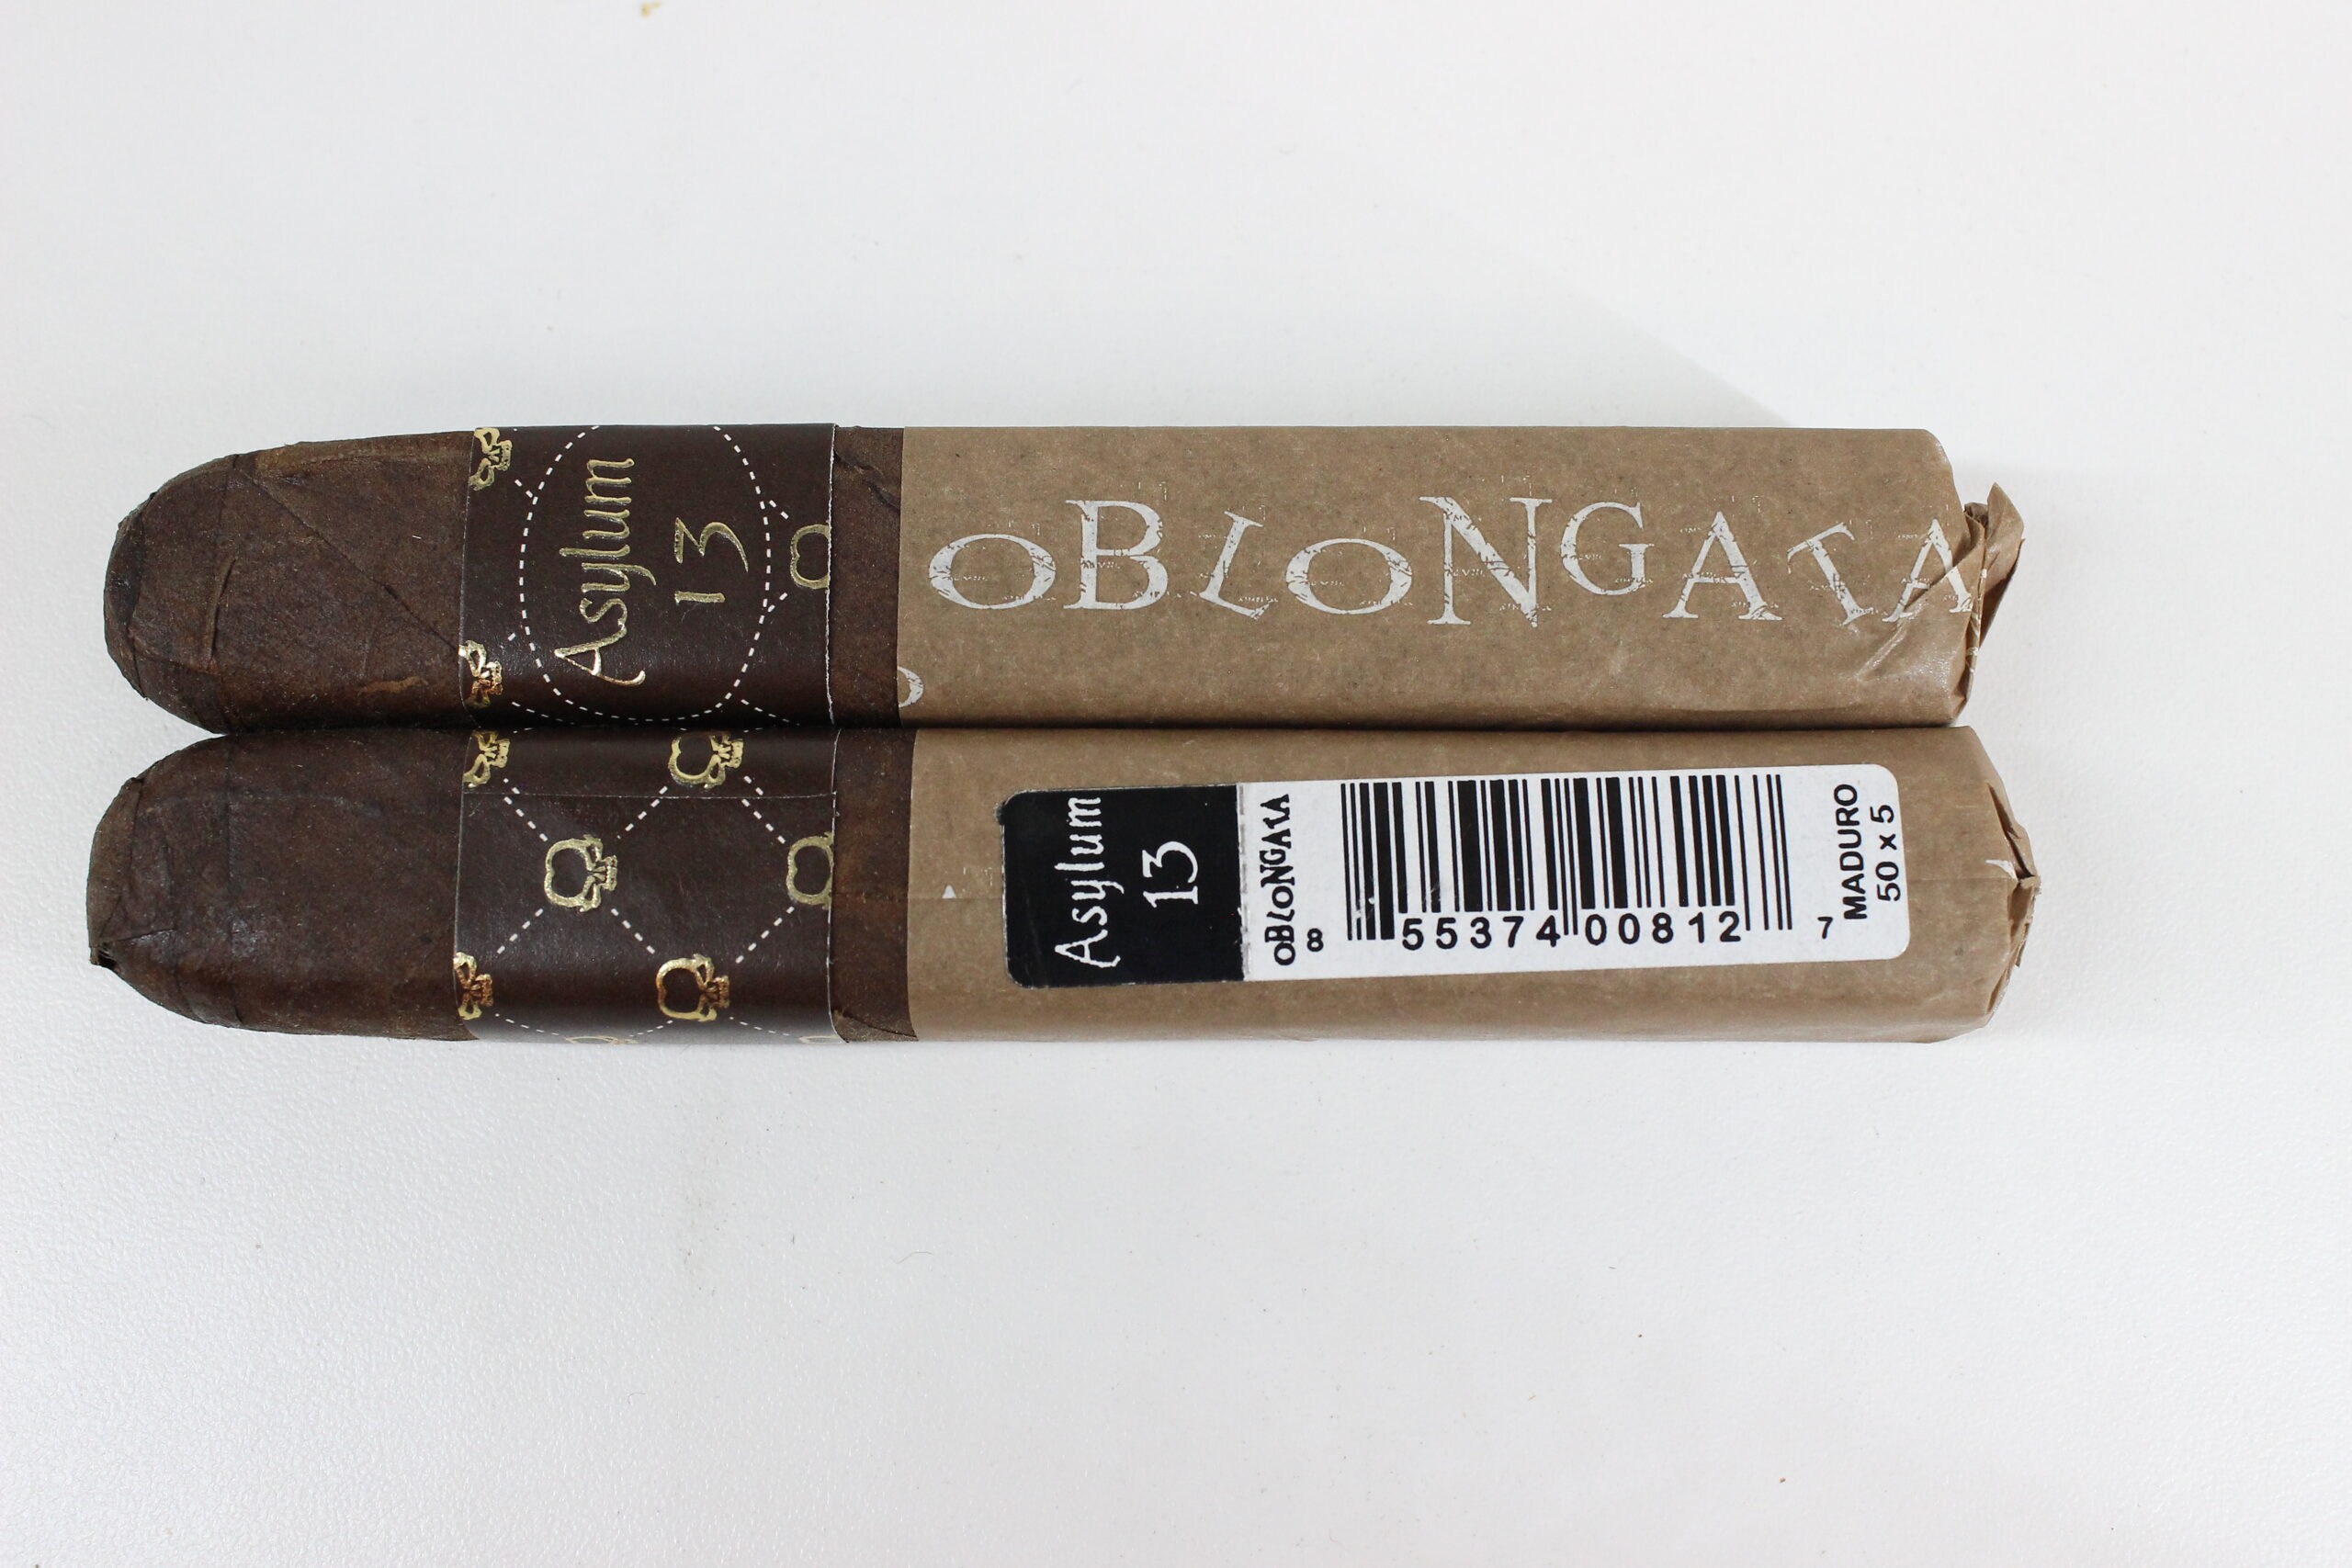 Asylum
13
OBLONGATA
Asylum
13
OBLONGATA
8 55374 00812 7
MADURO
50 x 5